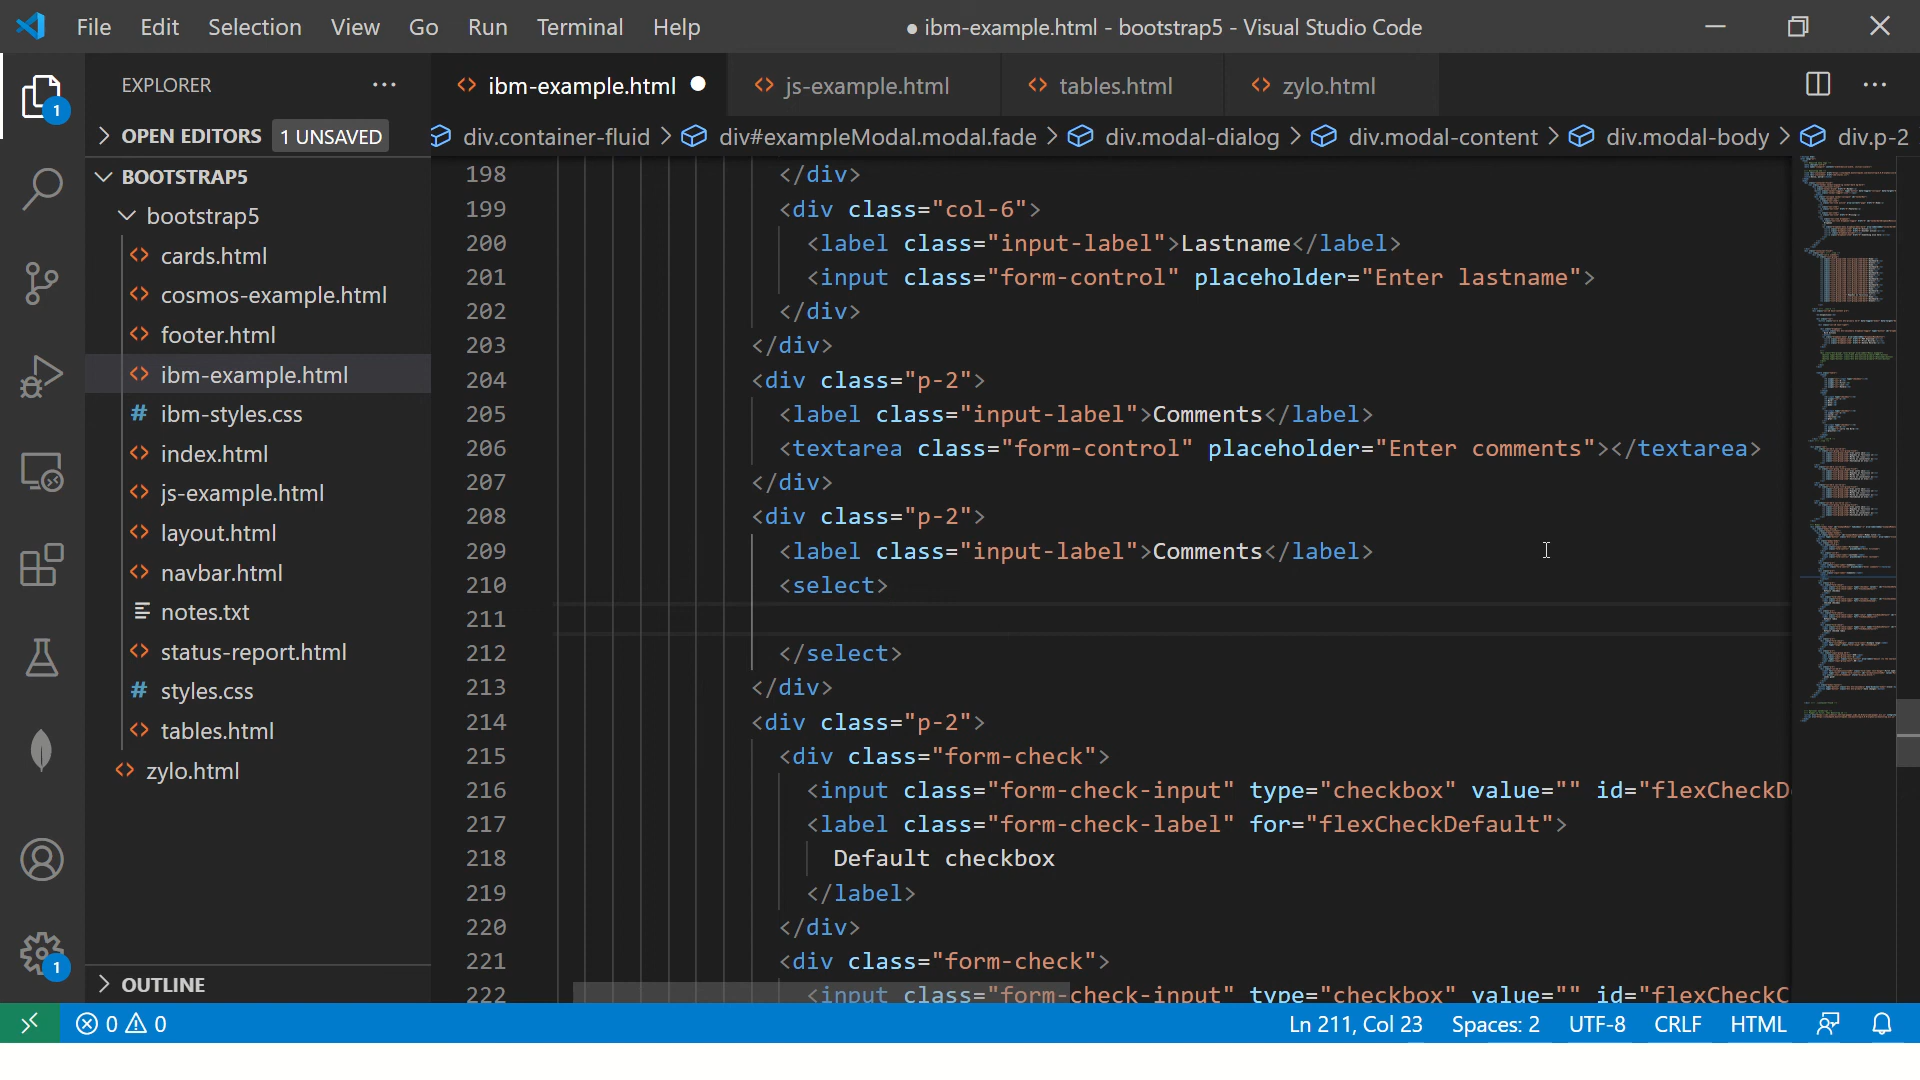 File Edit Selection View Go Run Terminal Help
● ibm-example.html - bootstrap5 - Visual Studio Code
EXPLORER
1
OPEN EDITORS 1 UNSAVED
BOOTSTRAP5
bootstrap5
cards.html
cosmos-example.html
footer.html
ibm-example.html
# ibm-styles.css
index.html
js-example.html
layout.html
navbar.html
notes.txt
status-report.html
# styles.css
tables.html
zylo.html
OUTLINE
1
ibm-example.html ● js-example.html tables.html zylo.html
div.container-fluid > div#exampleModal.modal.fade > div.modal-dialog > div.modal-content > div.modal-body > div.p-2
198 </div>
199 <div class="col-6">
200 <label class="input-label">Lastname</label>
201 <input class="form-control" placeholder="Enter lastname">
202 </div>
203 </div>
204 <div class="p-2">
205 <label class="input-label">Comments</label>
206 <textarea class="form-control" placeholder="Enter comments"></textarea>
207 </div>
208 <div class="p-2">
209 <label class="input-label">Comments</label>
210 <select>
211
212 </select>
213 </div>
214 <div class="p-2">
215 <div class="form-check">
216 <input class="form-check-input" type="checkbox" value="" id="flexCheckD
217 <label class="form-check-label" for="flexCheckDefault">
218 Default checkbox
219 </label>
220 </div>
221 <div class="form-check">
222 <input class="form-check-input" type="checkbox" value="" id="flexCheckC
0 0
Ln 211, Col 23 Spaces: 2 UTF-8 CRLF HTML